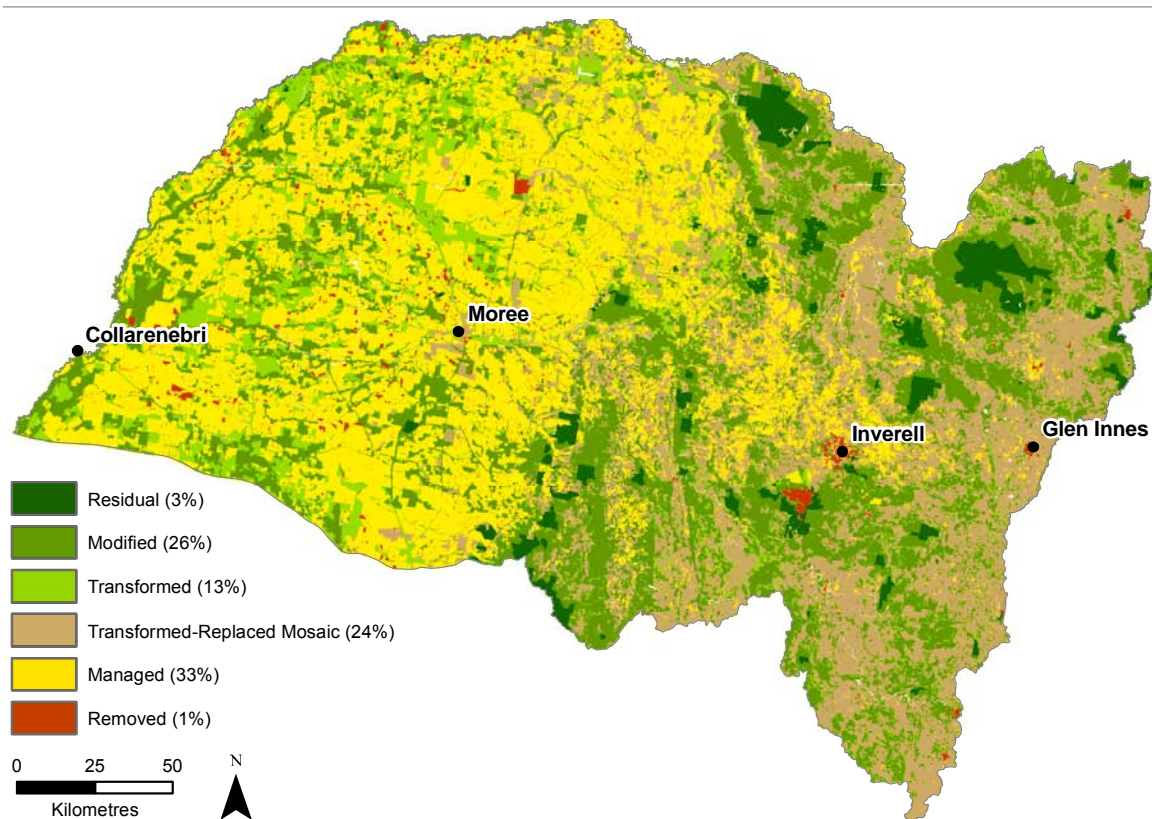 Moree
Collarenebri
Inverell
Glen Innes
Residual (3%)
Modified (26%)
Transformed (13%)
Transformed-Replaced Mosaic (24%)
Managed (33%)
Removed (1%)
0 25 50
Kilometres
N